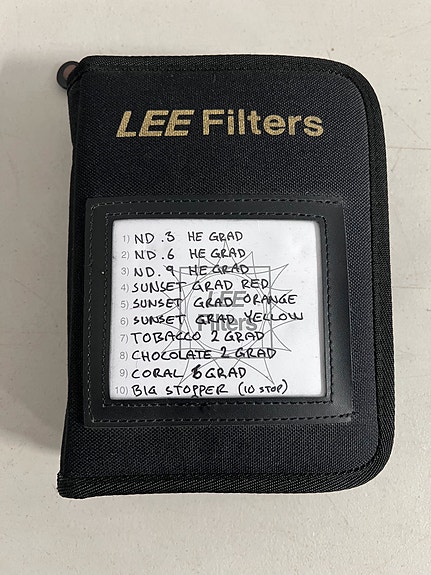 LEE Filters
1) ND .3 HE GRAD
2) ND .6 HE GRAD
3) ND .9 HE GRAD
4) SUNSET GRAD RED
5) SUNSET GRAD ORANGE
6) SUNSET GRAD YELLOW
7) TOBACCO 2 GRAD
8) CHOCOLATE 2 GRAD
9) CORAL 6 GRAD
10) BIG STOPPER (10 STOP)
LEE
Filters